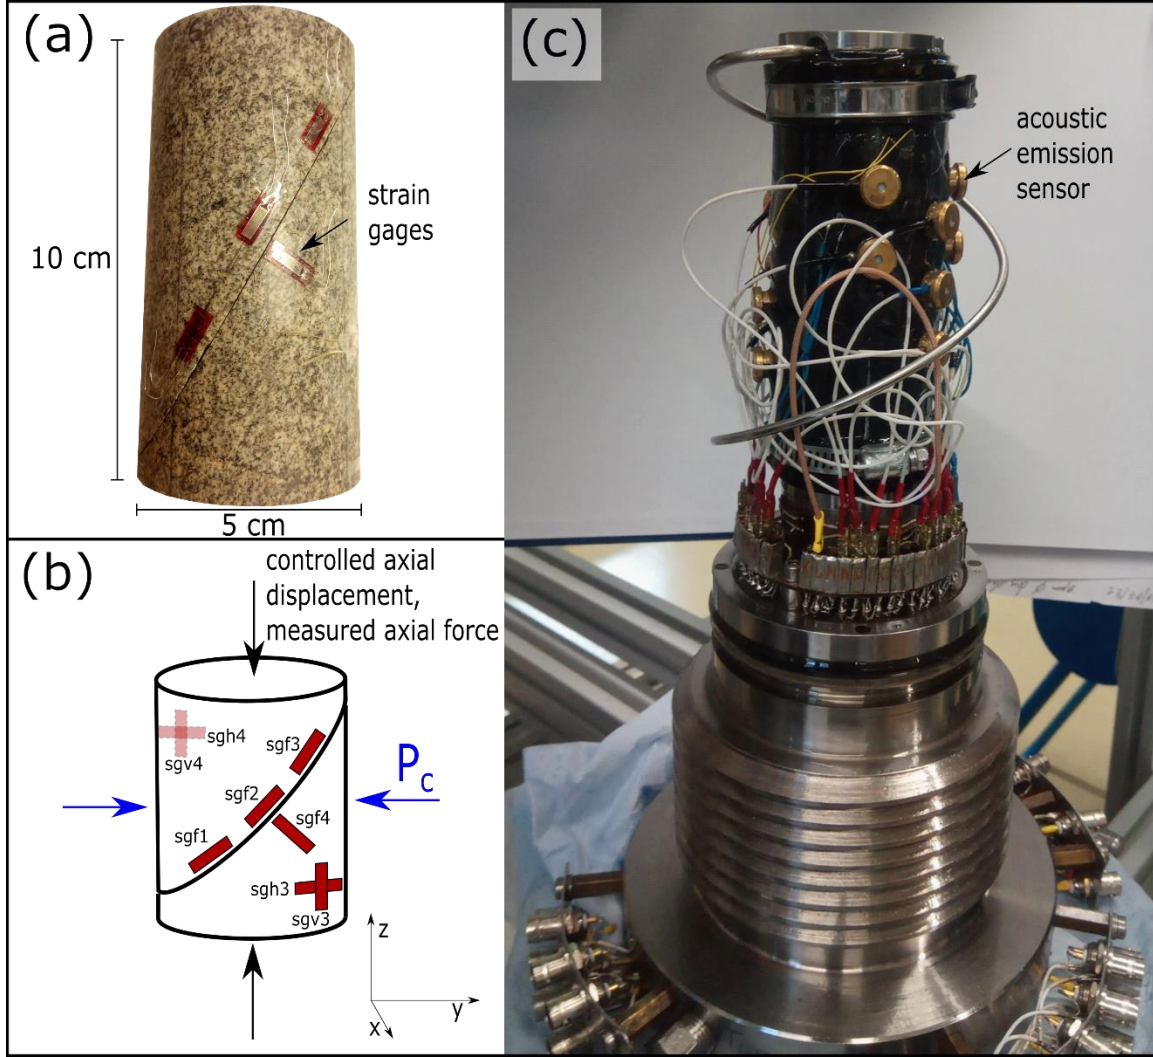 (a)
10 cm
strain
gages
5 cm
(b)
controlled axial
displacement,
measured axial force
sgh4
sgv4
sgf3
sgf2
sgf1
sgf4
sgh3
sgv3
P_c
z
y
x
(c)
acoustic
emission
sensor